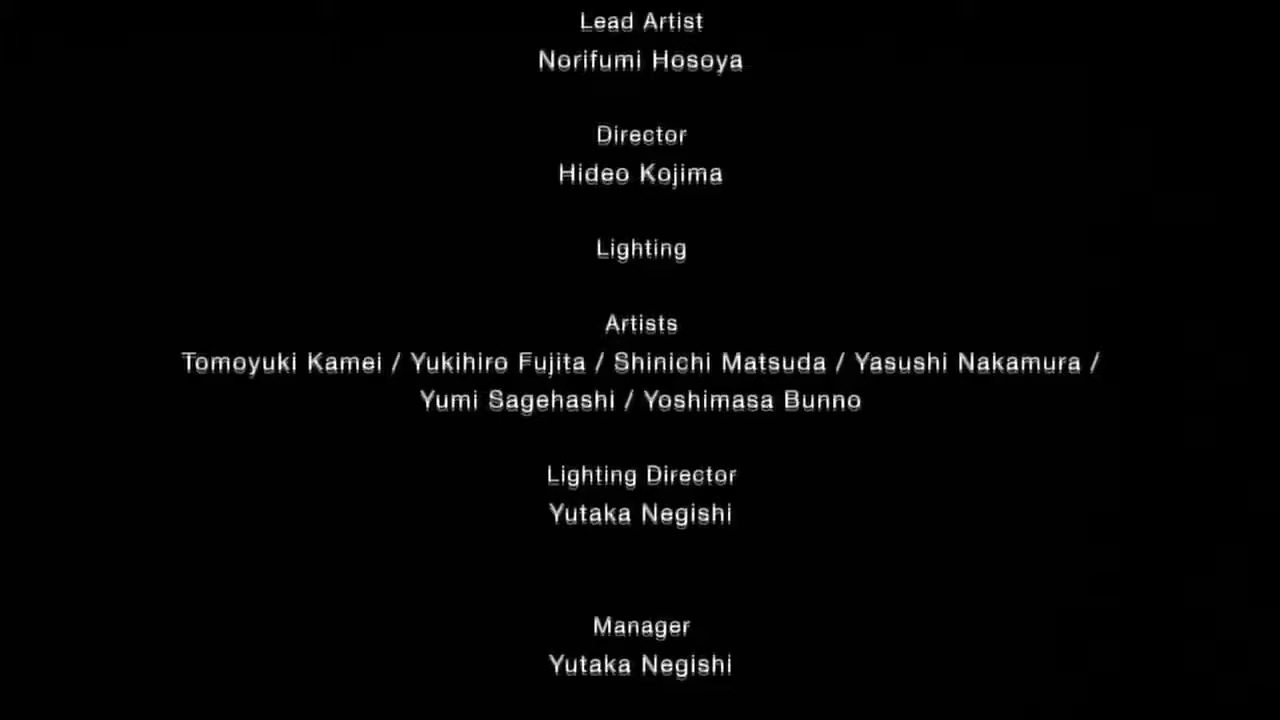 Lead Artist
Norifumi Hosoya
Director
Hideo Kojima
Lighting
Artists
Tomoyuki Kamei / Yukihiro Fujita / Shinichi Matsuda / Yasushi Nakamura /
Yumi Sagehashi / Yoshimasa Bunno
Lighting Director
Yutaka Negishi
Manager
Yutaka Negishi